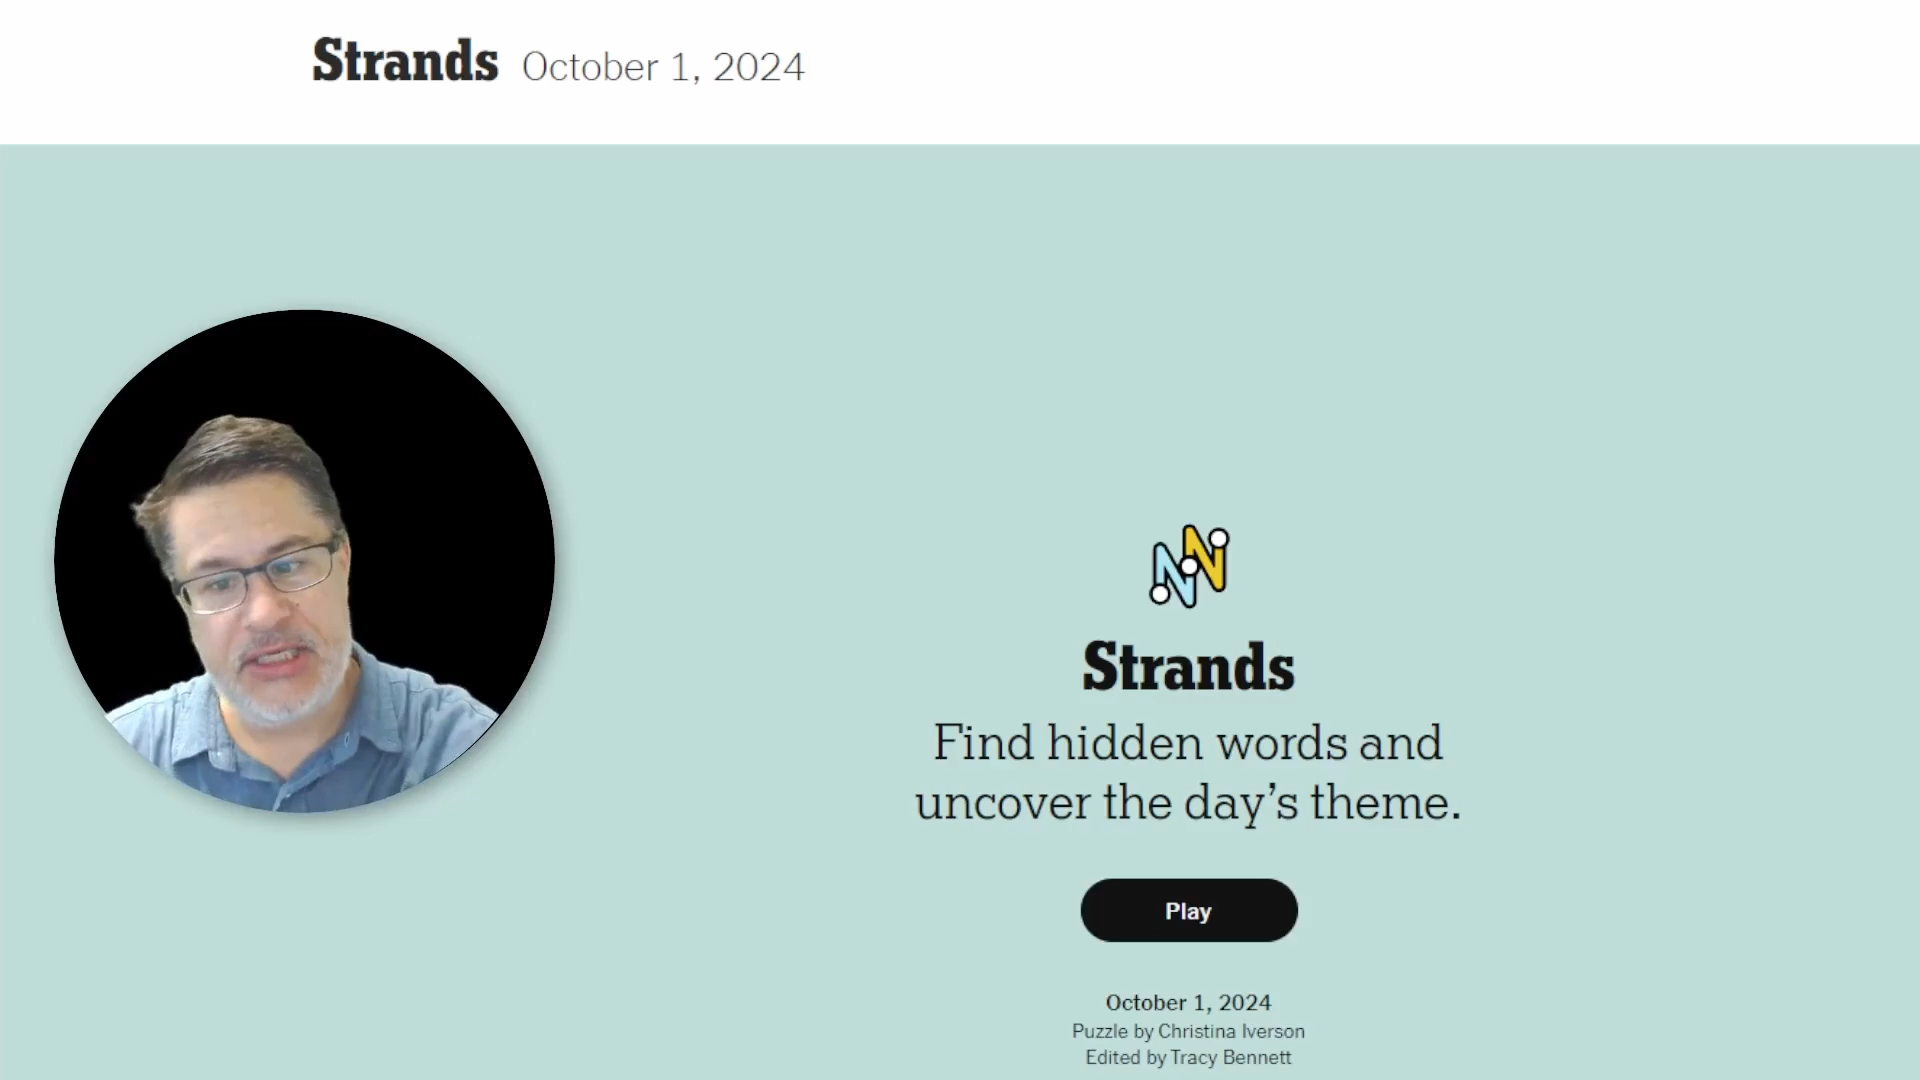 Strands October 1, 2024
Strands
Find hidden words and
uncover the day’s theme.
Play
October 1, 2024
Puzzle by Christina Iverson
Edited by Tracy Bennett